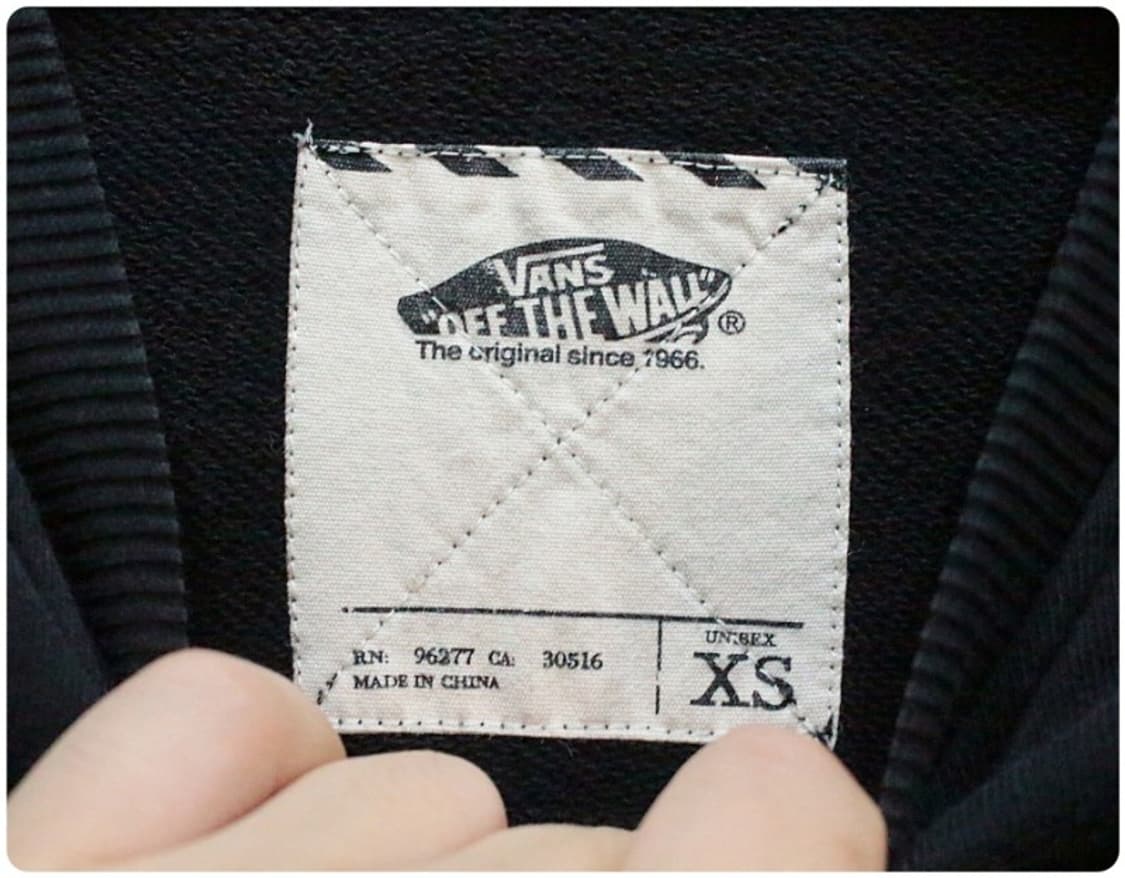 VANS
"OFF THE WALL"
®
The original since 1966.
RN: 96277 CA: 30516
MADE IN CHINA
UNISEX
XS